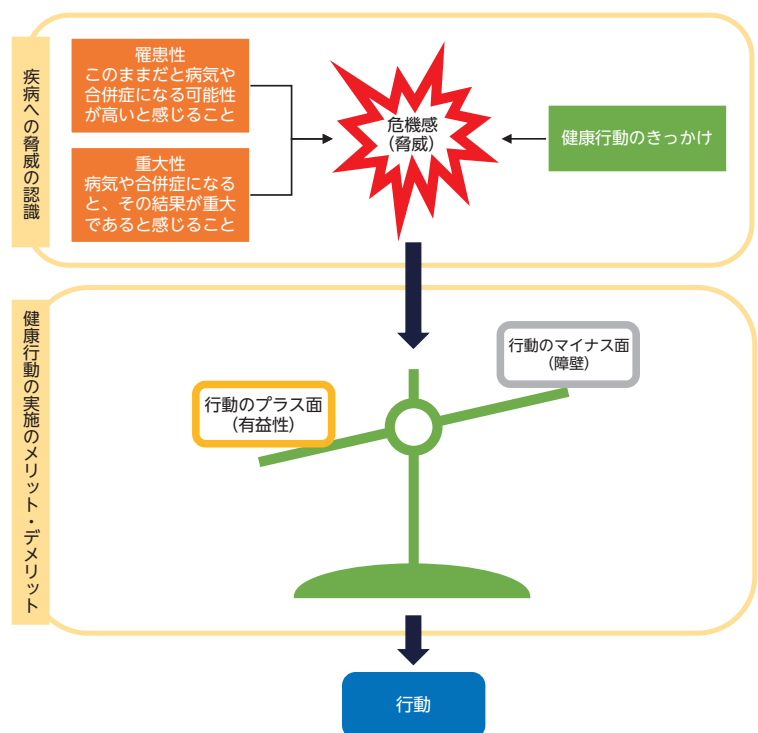 疾病への脅威の認識
罹患性
このままだと病気や
合併症になる可能性
が高いと感じること
重大性
病気や合併症になる
と、その結果が重大
であると感じること
危機感
(脅威)
健康行動のきっかけ
健康行動の実施のメリット・デメリット
行動のプラス面
(有益性)
行動のマイナス面
(障壁)
行動